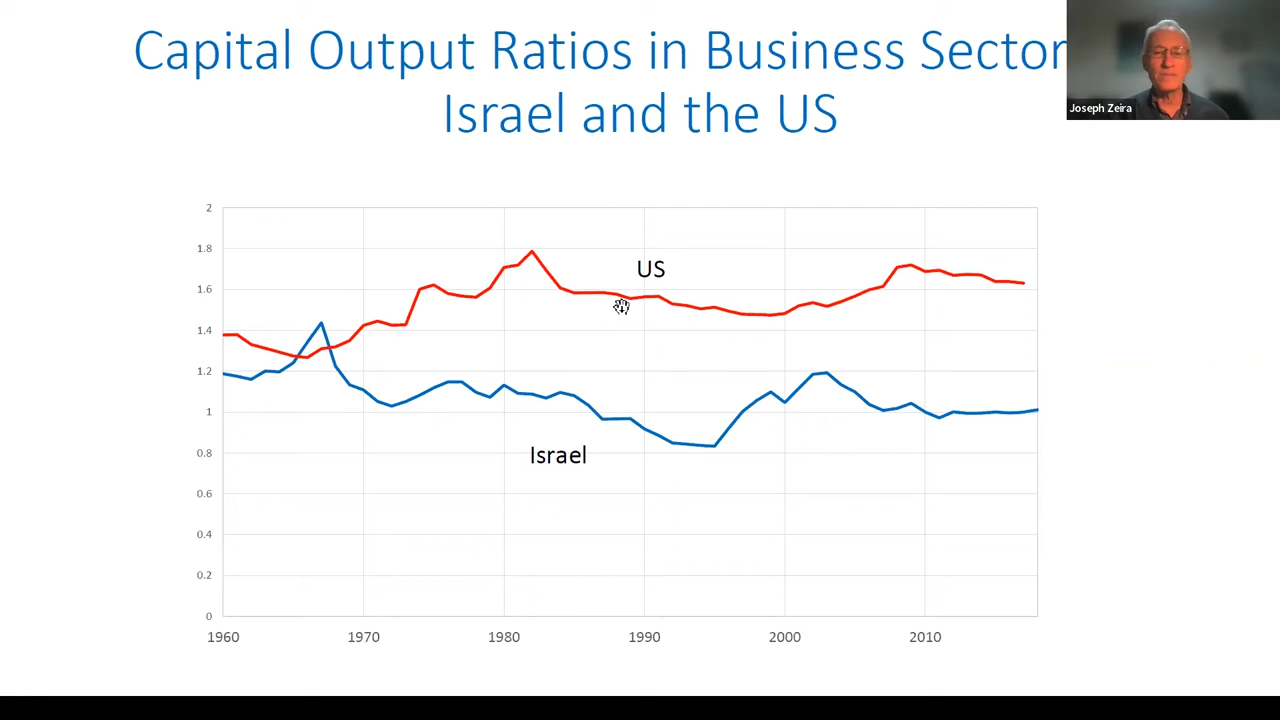 Capital Output Ratios in Business Sector
Israel and the US
Joseph Zeira
2
1.8
1.6
1.4
1.2
1
0.8
0.6
0.4
0.2
0
US
Israel
1960 1970 1980 1990 2000 2010